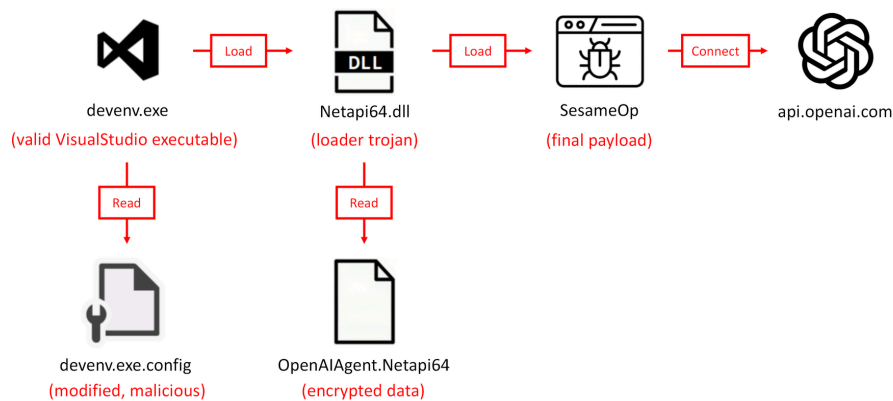 Load
DLL
Load
Connect
devenv.exe
(valid VisualStudio executable)
Netapi64.dll
(loader trojan)
SesameOp
(final payload)
api.openai.com
Read
Read
devenv.exe.config
(modified, malicious)
OpenAIAgent.Netapi64
(encrypted data)